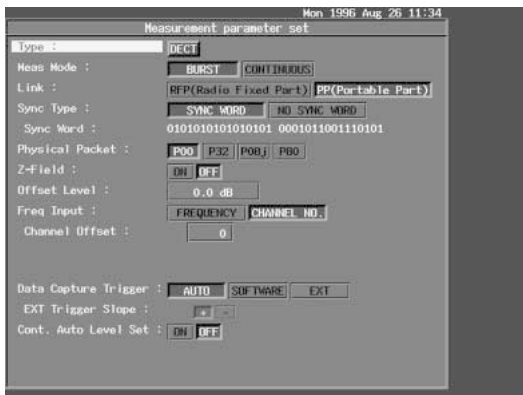 Mon 1996 Aug 26 11:34
Measurement parameter set
Type : DECT
Meas Mode : BURST CONTINUOUS
Link : RFP(Radio Fixed Part) PP(Portable Part)
Sync Type : SYNC WORD NO SYNC WORD
Sync Word : 0101010101010101 0001011001110101
Physical Packet : P00 P32 P08j P80
Z-Field : ON OFF
Offset Level : 0.0 dB
Freq Input : FREQUENCY CHANNEL NO.
Channel Offset : 0
Data Capture Trigger : AUTO SOFTWARE EXT
EXT Trigger Slope : + -
Cont. Auto Level Set : ON OFF